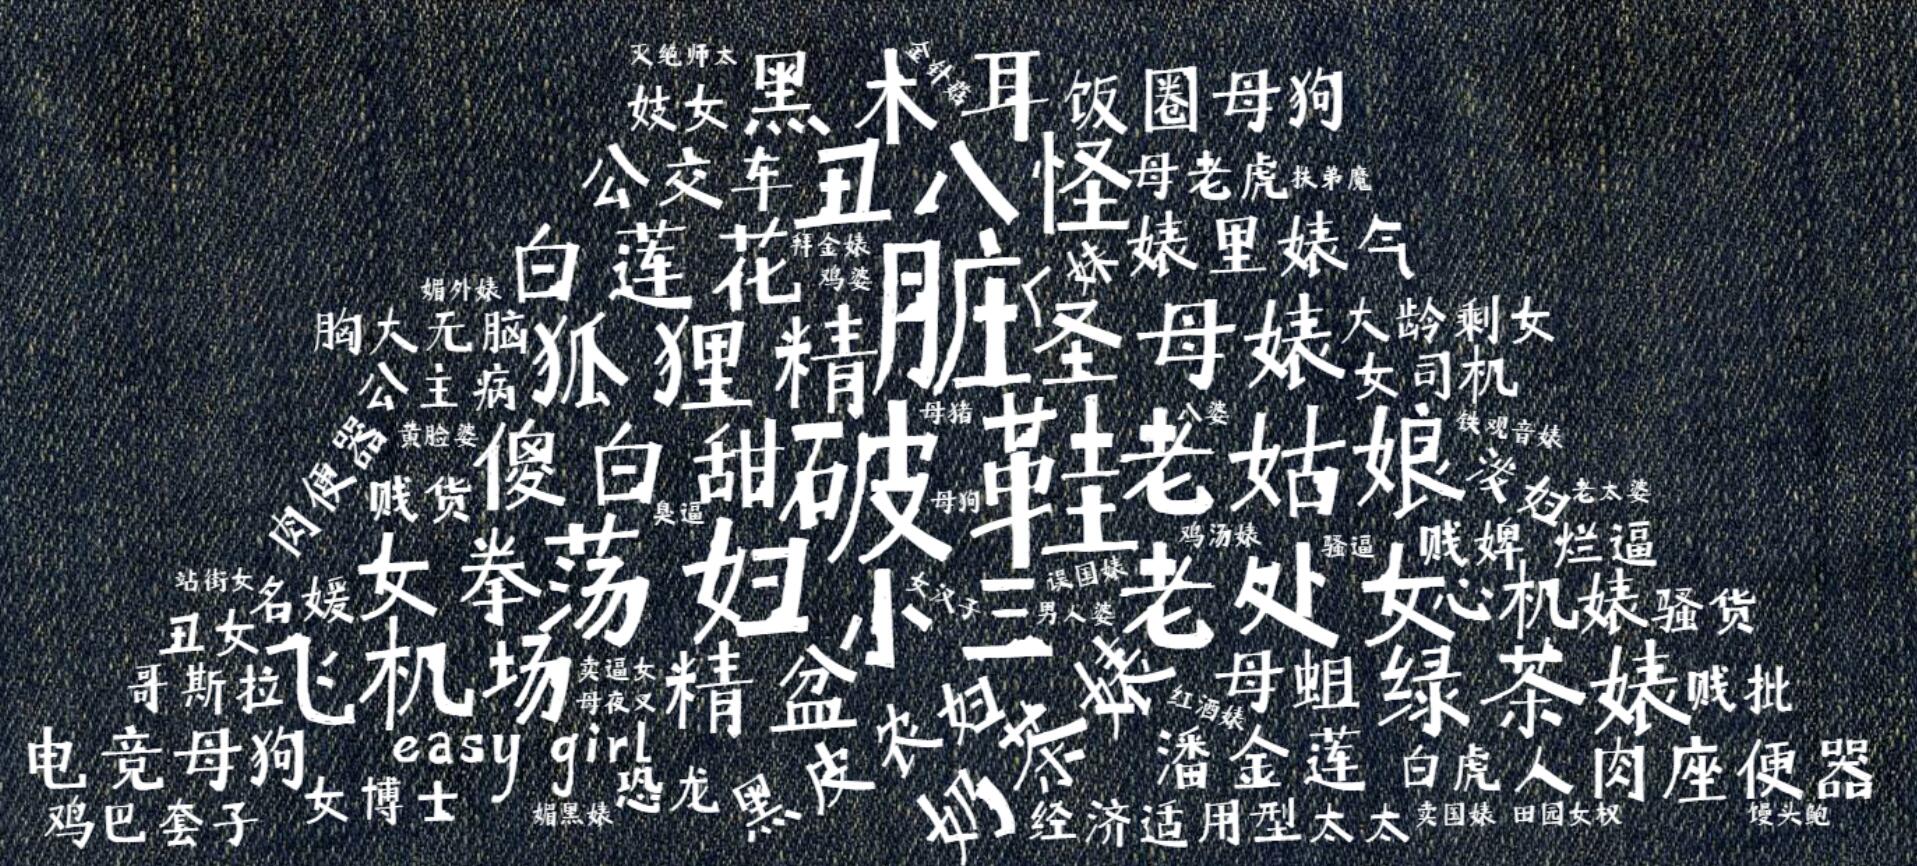 灭绝师太
妓女
黑木耳
金针菇
饭圈母狗
公交车
丑八怪
母老虎
扶弟魔
白莲花
拜金婊
鸡婆
脏
婊里婊气
媚外婊
胸大无脑
狐狸精
圣母婊
大龄剩女
公主病
女司机
肉便器
黄脸婆
贱货
傻白甜
臭逼
母猪
破鞋
母狗
老姑娘
八婆
铁观音婊
泼妇
老太婆
鸡汤婊
骚逼
贱婢
烂逼
站街女
名媛
女拳
荡妇
小三
女汉子
误国婊
男人婆
老处女
心机婊
骚货
丑女
哥斯拉
飞机场
卖逼女
母夜叉
精盆
母蛆
绿茶婊
贱批
红酒婊
电竞母狗
easy girl
黑皮农妇
奶茶婊
潘金莲
白虎
人肉座便器
鸡巴套子
女博士
媚黑婊
恐龙
经济适用型太太
卖国婊
田园女权
馒头鲍